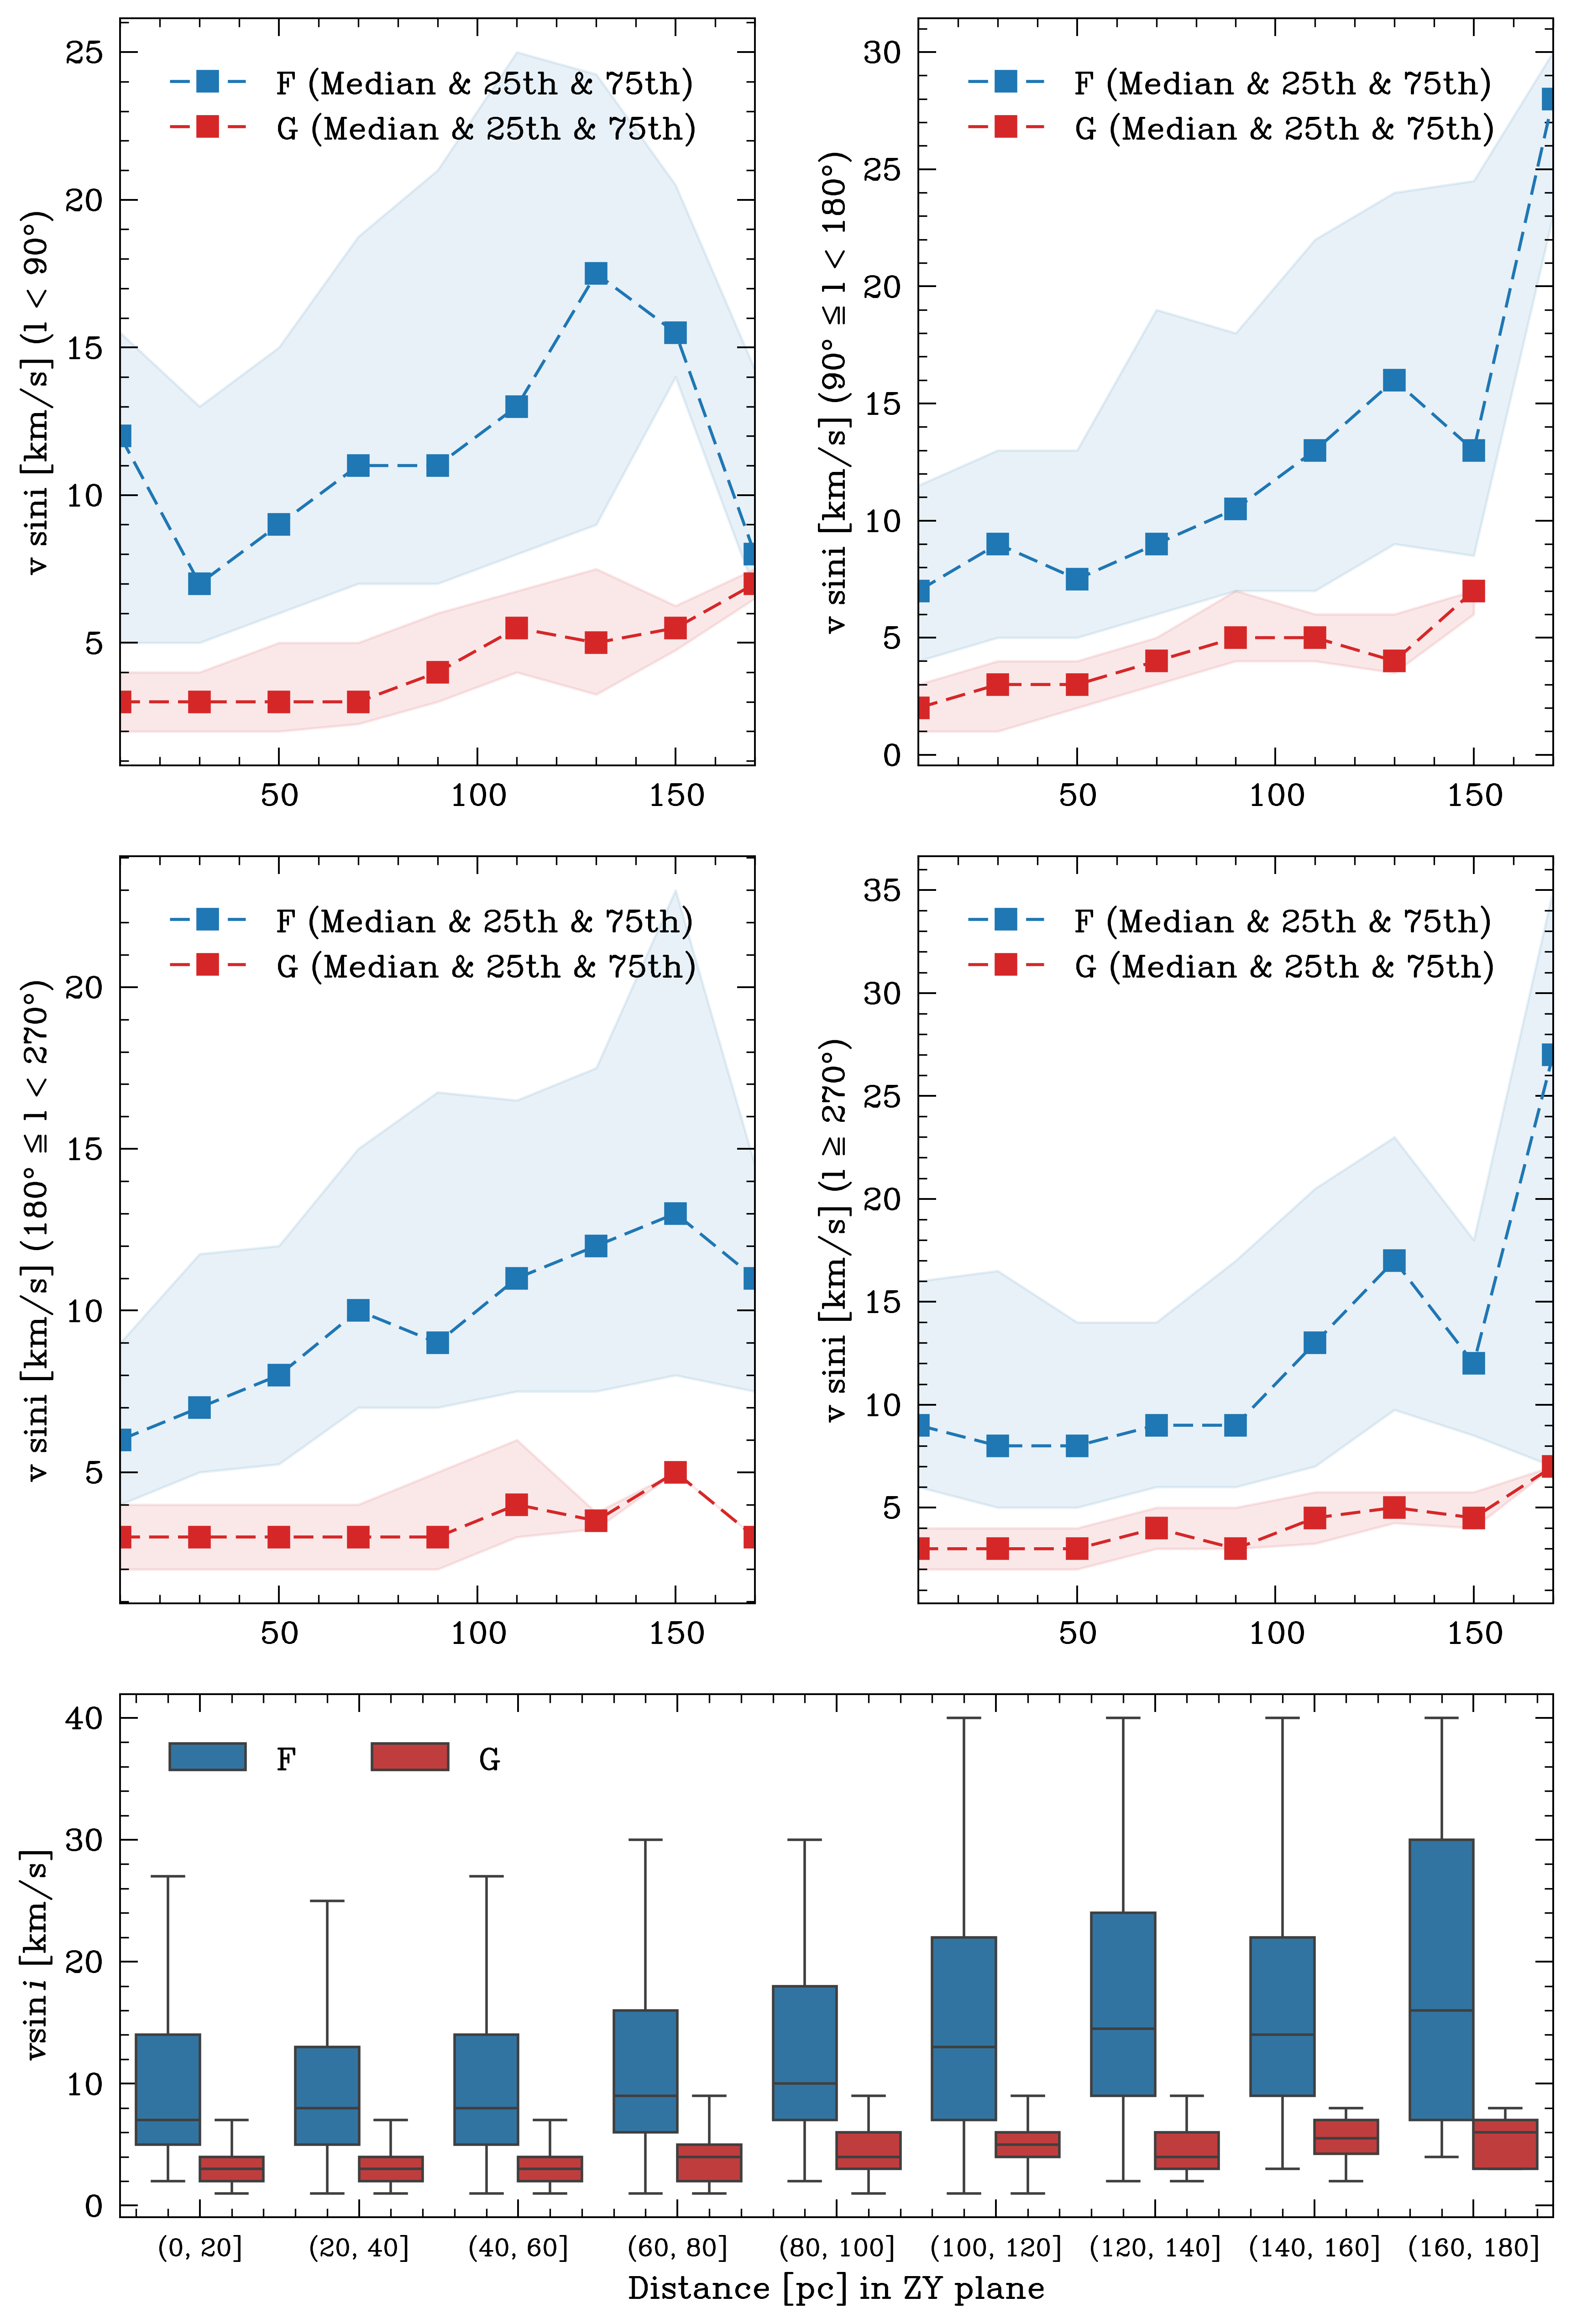 25
20
15
10
5
v sini [km/s] (l < 90°)
F (Median & 25th & 75th)
G (Median & 25th & 75th)
50 100 150
30
25
20
15
10
5
0
v sini [km/s] (90° ≤ l < 180°)
F (Median & 25th & 75th)
G (Median & 25th & 75th)
50 100 150
20
15
10
5
v sini [km/s] (180° ≤ l < 270°)
F (Median & 25th & 75th)
G (Median & 25th & 75th)
50 100 150
35
30
25
20
15
10
5
v sini [km/s] (l ≥ 270°)
F (Median & 25th & 75th)
G (Median & 25th & 75th)
50 100 150
40
30
20
10
0
vsin i [km/s]
F G
(0, 20] (20, 40] (40, 60] (60, 80] (80, 100] (100, 120] (120, 140] (140, 160] (160, 180]
Distance [pc] in ZY plane